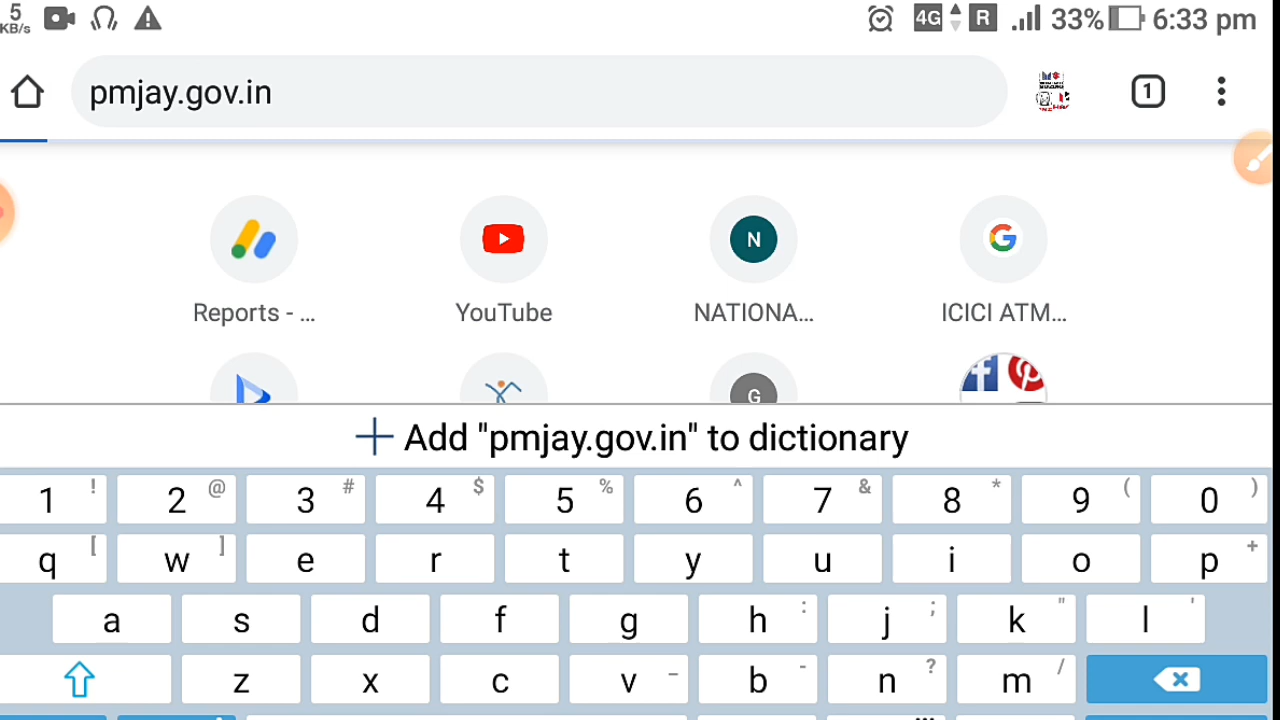 5
KB/s
4G R 33% 6:33 pm
pmjay.gov.in
1
N
Reports - ...
YouTube
NATIONA...
ICICI ATM...
G
Add "pmjay.gov.in" to dictionary
1 ! 2 @ 3 # 4 $ 5 % 6 ^ 7 & 8 * 9 ( 0 )
q [ w ] e r t y u i o p +
a s d f g h : j ; k " l '
z x c v _ b - n ? m /